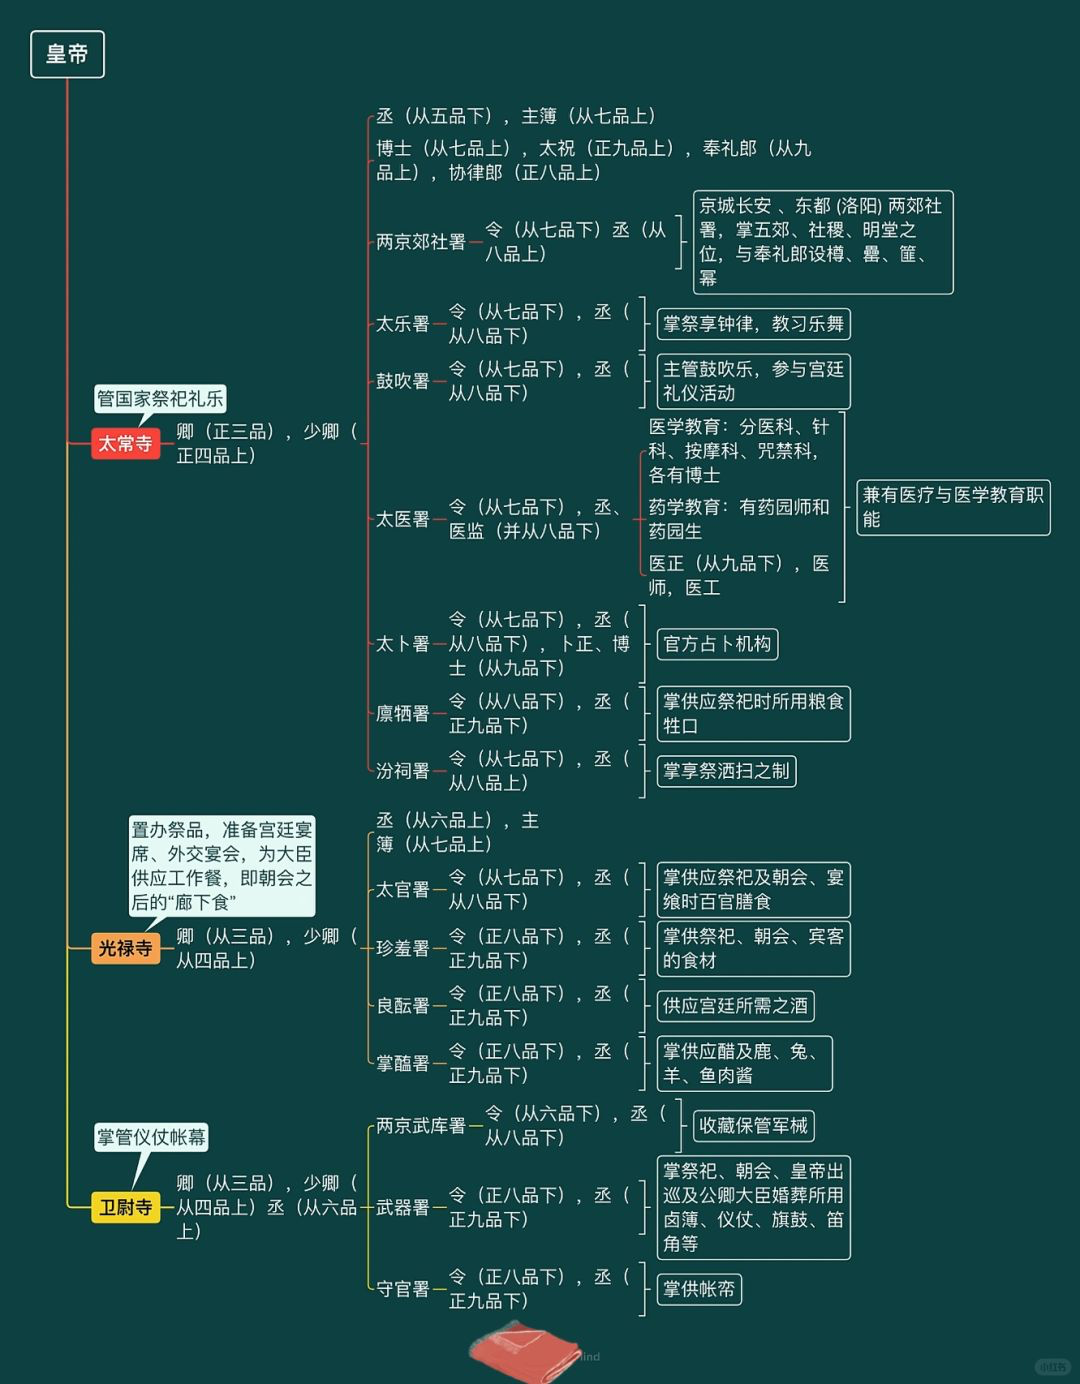 皇帝
丞（从五品下），主簿（从七品上）
博士（从七品上），太祝（正九品上），奉礼郎（从九
品上），协律郎（正八品上）
两京郊社署
令（从七品下）丞（从
八品上）
京城长安 、东都 (洛阳) 两郊社
署，掌五郊、社稷、明堂之
位，与奉礼郎设樽、罍、篚、
幂
太乐署
令（从七品下），丞（
从八品下）
掌祭享钟律，教习乐舞
鼓吹署
令（从七品下），丞（
从八品下）
主管鼓吹乐，参与宫廷
礼仪活动
管国家祭祀礼乐
太常寺
卿（正三品），少卿（
正四品上）
太医署
令（从七品下），丞、
医监（并从八品下）
医学教育：分医科、针
科、按摩科、咒禁科，
各有博士
药学教育：有药园师和
药园生
医正（从九品下），医
师，医工
兼有医疗与医学教育职
能
太卜署
令（从七品下），丞（
从八品下），卜正、博
士（从九品下）
官方占卜机构
廪牺署
令（从八品下），丞（
正九品下）
掌供应祭祀时所用粮食
牲口
汾祠署
令（从七品下），丞（
从八品上）
掌享祭洒扫之制
置办祭品，准备宫廷宴
席、外交宴会，为大臣
供应工作餐，即朝会之
后的“廊下食”
光禄寺
卿（从三品），少卿（
从四品上）
丞（从六品上），主
簿（从七品上）
太官署
令（从七品下），丞（
从八品下）
掌供应祭祀及朝会、宴
飨时百官膳食
珍羞署
令（正八品下），丞（
正九品下）
掌供祭祀、朝会、宾客
的食材
良酝署
令（正八品下），丞（
正九品下）
供应宫廷所需之酒
掌醢署
令（正八品下），丞（
正九品下）
掌供应醋及鹿、兔、
羊、鱼肉酱
掌管仪仗帐幕
卫尉寺
卿（从三品），少卿（
从四品上）丞（从六品
上）
两京武库署
令（从六品下），丞（
从八品下）
收藏保管军械
武器署
令（正八品下），丞（
正九品下）
掌祭祀、朝会、皇帝出
巡及公卿大臣婚葬所用
卤簿、仪仗、旗鼓、笛
角等
守官署
令（正八品下），丞（
正九品下）
掌供帐帟
lind
小红书